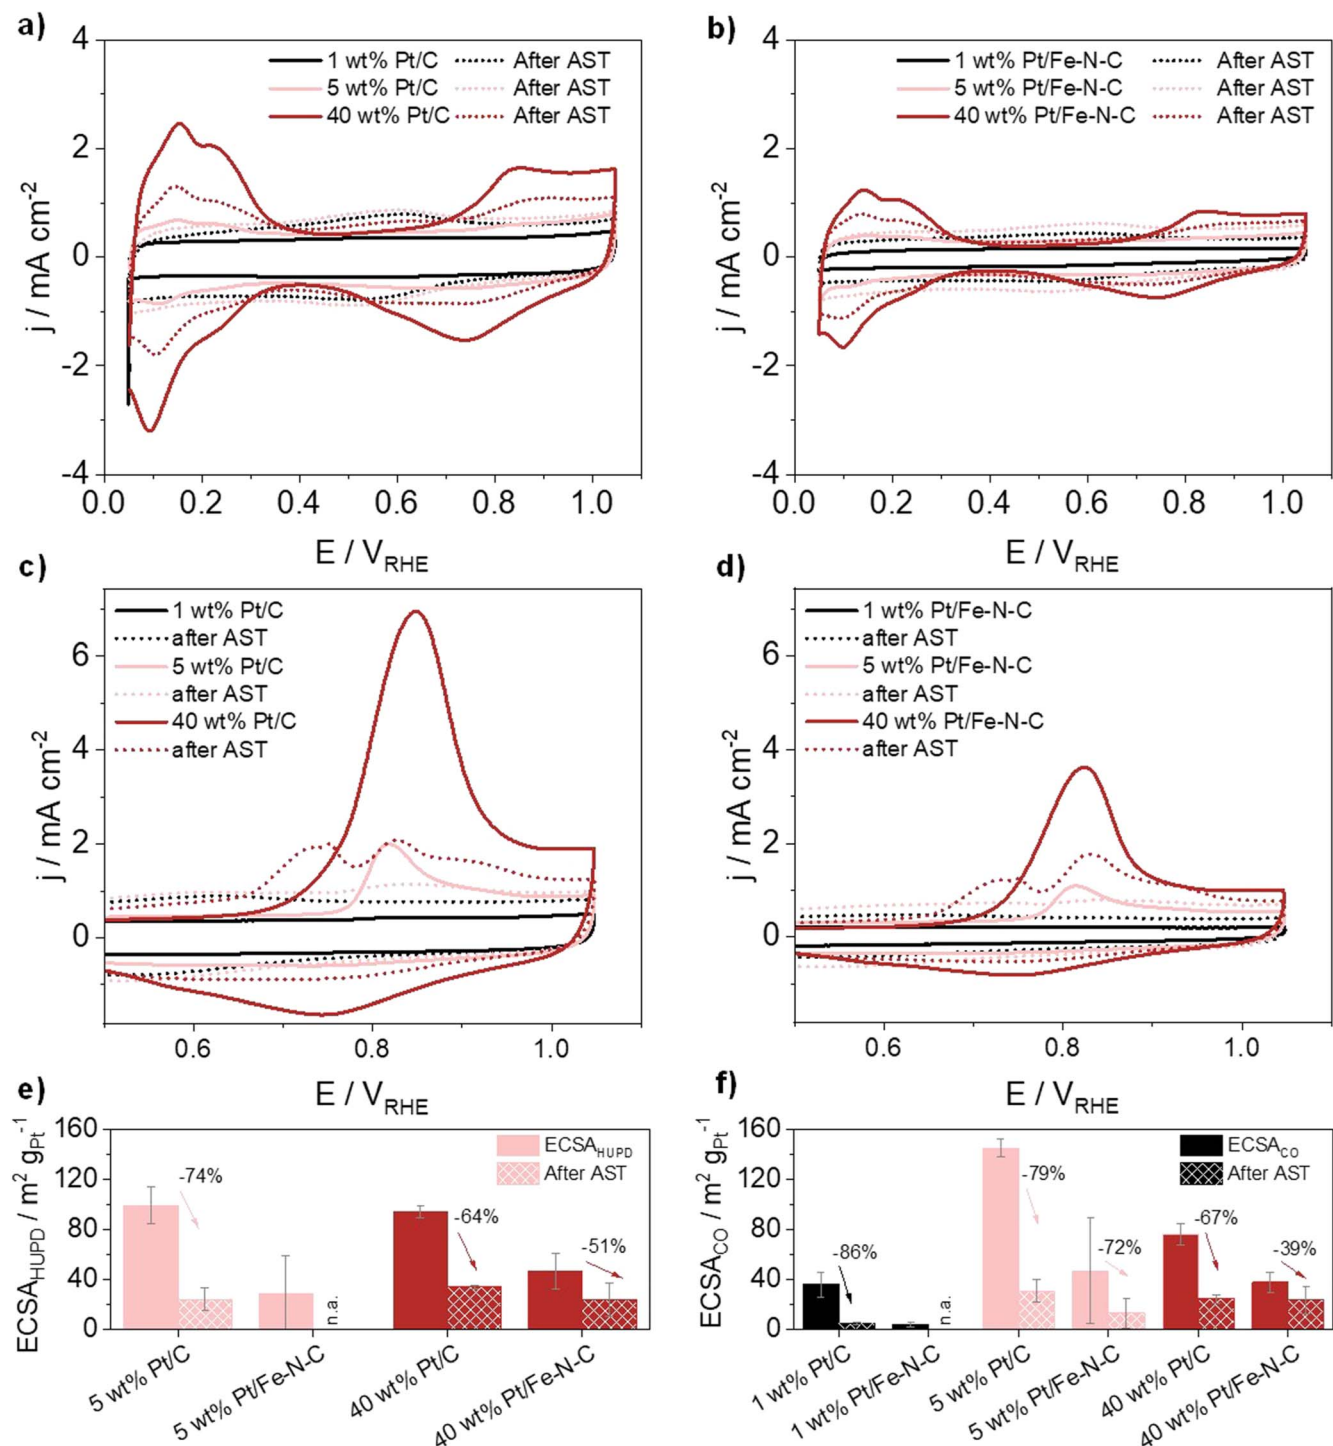 a)
1 wt% Pt/C After AST
5 wt% Pt/C After AST
40 wt% Pt/C After AST
4
2
0
-2
-4
j / mA cm⁻²
0.0 0.2 0.4 0.6 0.8 1.0
E / V_RHE
b)
1 wt% Pt/Fe-N-C After AST
5 wt% Pt/Fe-N-C After AST
40 wt% Pt/Fe-N-C After AST
4
2
0
-2
-4
j / mA cm⁻²
0.0 0.2 0.4 0.6 0.8 1.0
E / V_RHE
c)
1 wt% Pt/C
after AST
5 wt% Pt/C
after AST
40 wt% Pt/C
after AST
6
4
2
0
j / mA cm⁻²
0.6 0.8 1.0
E / V_RHE
d)
1 wt% Pt/Fe-N-C
after AST
5 wt% Pt/Fe-N-C
after AST
40 wt% Pt/Fe-N-C
after AST
6
4
2
0
j / mA cm⁻²
0.6 0.8 1.0
E / V_RHE
e)
ECSA_HUPD / m² g_Pt⁻¹
160
120
80
40
0
ECSA_HUPD
After AST
-74%
n.a.
-64%
-51%
5 wt% Pt/C
5 wt% Pt/Fe-N-C
40 wt% Pt/C
40 wt% Pt/Fe-N-C
f)
ECSA_CO / m² g_Pt⁻¹
160
120
80
40
0
ECSA_CO
After AST
-86%
n.a.
-79%
-72%
-67%
-39%
1 wt% Pt/C
1 wt% Pt/Fe-N-C
5 wt% Pt/C
5 wt% Pt/Fe-N-C
40 wt% Pt/C
40 wt% Pt/Fe-N-C